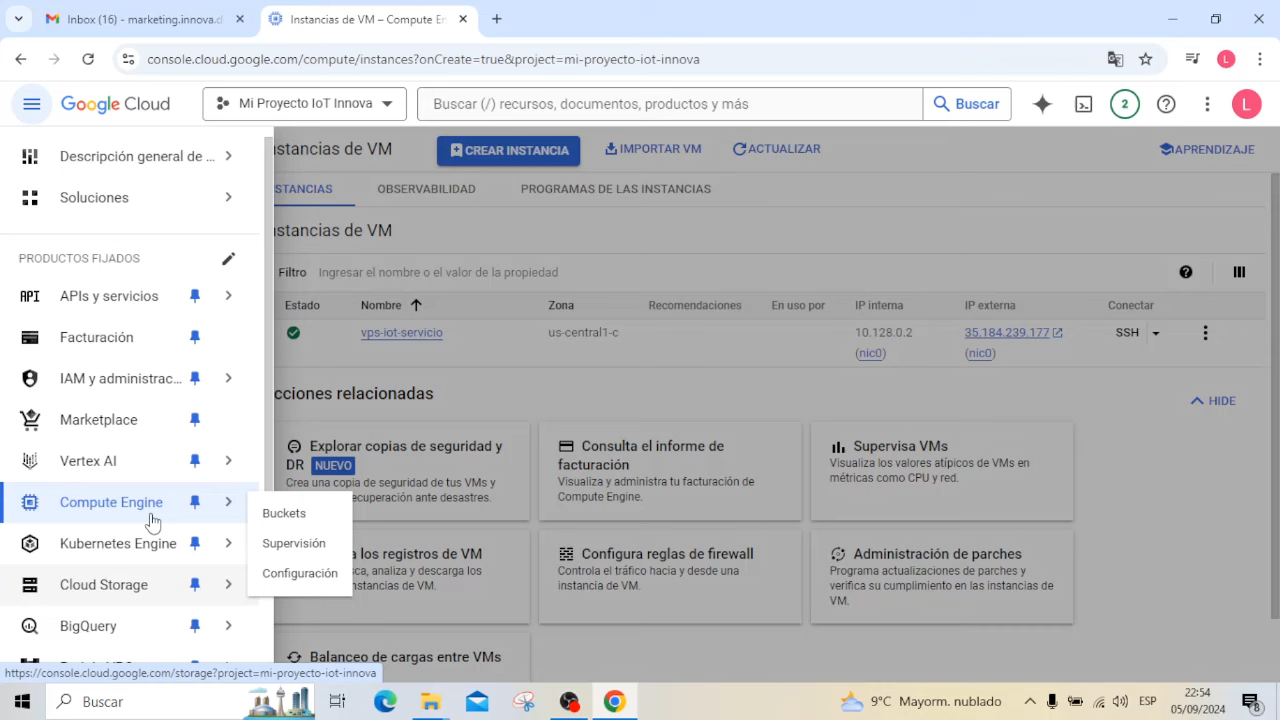 Inbox (16) - marketing.innova.d
Instancias de VM – Compute En
console.cloud.google.com/compute/instances?onCreate=true&project=mi-proyecto-iot-innova
L
Google Cloud
Mi Proyecto IoT Innova
Buscar (/) recursos, documentos, productos y más
Buscar
2
L
Descripción general de ...
Soluciones
PRODUCTOS FIJADOS
API APIs y servicios
Facturación
IAM y administrac...
Marketplace
Vertex AI
Compute Engine
Kubernetes Engine
Cloud Storage
BigQuery
Buckets
Supervisión
Configuración
nstancias de VM
CREAR INSTANCIA
IMPORTAR VM
ACTUALIZAR
APRENDIZAJE
STANCIAS
OBSERVABILIDAD
PROGRAMAS DE LAS INSTANCIAS
nstancias de VM
Filtro Ingresar el nombre o el valor de la propiedad
Estado Nombre Zona Recomendaciones En uso por IP interna IP externa Conectar
vps-iot-servicio us-central1-c 10.128.0.2 35.184.239.177 SSH
(nic0) (nic0)
cciones relacionadas
HIDE
Explorar copias de seguridad y
DR NUEVO
Crea una copia de seguridad de tus VMs y
recuperación ante desastres.
Consulta el informe de
facturación
Visualiza y administra tu facturación de
Compute Engine.
Supervisa VMs
Visualiza los valores atípicos de VMs en
métricas como CPU y red.
a los registros de VM
sca, analiza y descarga los
instancias de VM.
Configura reglas de firewall
Controla el tráfico hacia y desde una
instancia de VM.
Administración de parches
Programa actualizaciones de parches y
verifica su cumplimiento en las instancias de
VM.
Balanceo de cargas entre VMs
https://console.cloud.google.com/storage?project=mi-proyecto-iot-innova
Buscar
9°C Mayorm. nublado
ESP
22:54
05/09/2024
8